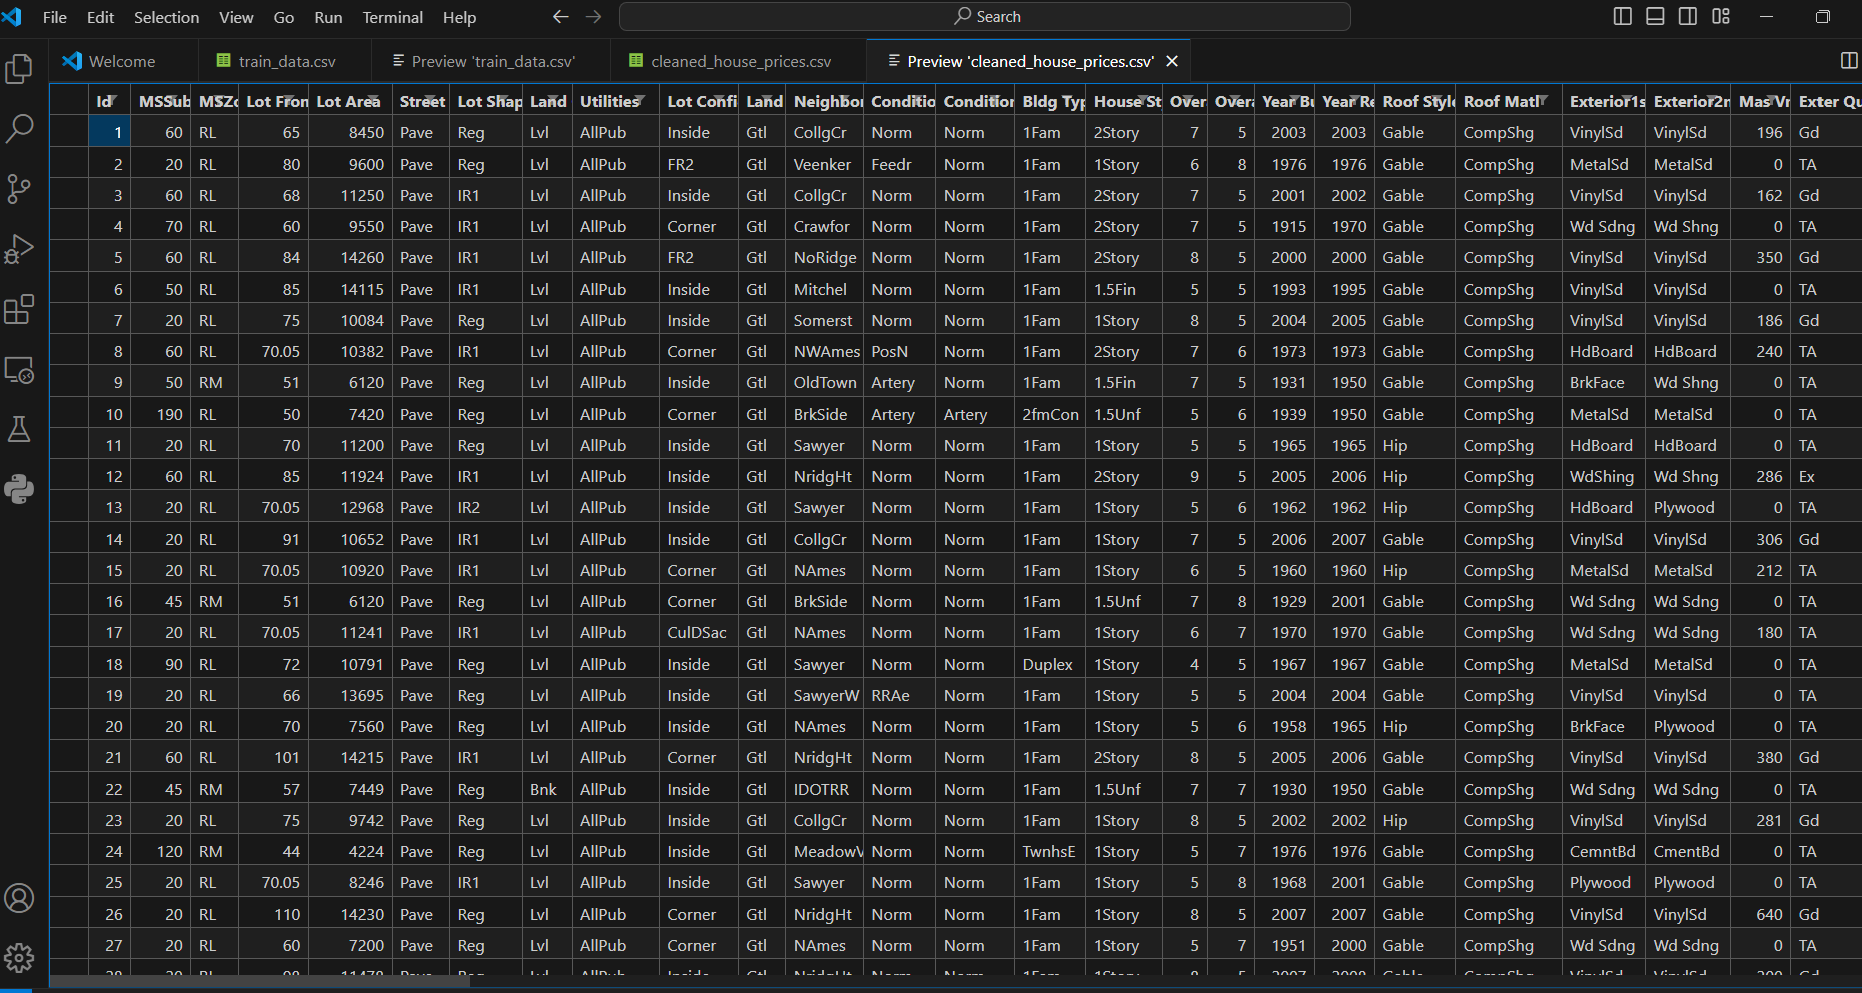 File Edit Selection View Go Run Terminal Help Search
Welcome train_data.csv Preview 'train_data.csv' cleaned_house_prices.csv Preview 'cleaned_house_prices.csv'
Id MSSub MSZo Lot Fron Lot Area Street Lot Shap Land Utilities Lot Confi Land Neighbor Conditio Condition Bldg Typ House St Over Overa Year Bu Year Re Roof Style Roof Matl Exterior1s Exterior2n Mas Vn Exter Qu
1 60 RL 65 8450 Pave Reg Lvl AllPub Inside Gtl CollgCr Norm Norm 1Fam 2Story 7 5 2003 2003 Gable CompShg VinylSd VinylSd 196 Gd
2 20 RL 80 9600 Pave Reg Lvl AllPub FR2 Gtl Veenker Feedr Norm 1Fam 1Story 6 8 1976 1976 Gable CompShg MetalSd MetalSd 0 TA
3 60 RL 68 11250 Pave IR1 Lvl AllPub Inside Gtl CollgCr Norm Norm 1Fam 2Story 7 5 2001 2002 Gable CompShg VinylSd VinylSd 162 Gd
4 70 RL 60 9550 Pave IR1 Lvl AllPub Corner Gtl Crawfor Norm Norm 1Fam 2Story 7 5 1915 1970 Gable CompShg Wd Sdng Wd Shng 0 TA
5 60 RL 84 14260 Pave IR1 Lvl AllPub FR2 Gtl NoRidge Norm Norm 1Fam 2Story 8 5 2000 2000 Gable CompShg VinylSd VinylSd 350 Gd
6 50 RL 85 14115 Pave IR1 Lvl AllPub Inside Gtl Mitchel Norm Norm 1Fam 1.5Fin 5 5 1993 1995 Gable CompShg VinylSd VinylSd 0 TA
7 20 RL 75 10084 Pave Reg Lvl AllPub Inside Gtl Somerst Norm Norm 1Fam 1Story 8 5 2004 2005 Gable CompShg VinylSd VinylSd 186 Gd
8 60 RL 70.05 10382 Pave IR1 Lvl AllPub Corner Gtl NWAmes PosN Norm 1Fam 2Story 7 6 1973 1973 Gable CompShg HdBoard HdBoard 240 TA
9 50 RM 51 6120 Pave Reg Lvl AllPub Inside Gtl OldTown Artery Norm 1Fam 1.5Fin 7 5 1931 1950 Gable CompShg BrkFace Wd Shng 0 TA
10 190 RL 50 7420 Pave Reg Lvl AllPub Corner Gtl BrkSide Artery Artery 2fmCon 1.5Unf 5 6 1939 1950 Gable CompShg MetalSd MetalSd 0 TA
11 20 RL 70 11200 Pave Reg Lvl AllPub Inside Gtl Sawyer Norm Norm 1Fam 1Story 5 5 1965 1965 Hip CompShg HdBoard HdBoard 0 TA
12 60 RL 85 11924 Pave IR1 Lvl AllPub Inside Gtl NridgHt Norm Norm 1Fam 2Story 9 5 2005 2006 Hip CompShg WdShing Wd Shng 286 Ex
13 20 RL 70.05 12968 Pave IR2 Lvl AllPub Inside Gtl Sawyer Norm Norm 1Fam 1Story 5 6 1962 1962 Hip CompShg HdBoard Plywood 0 TA
14 20 RL 91 10652 Pave IR1 Lvl AllPub Inside Gtl CollgCr Norm Norm 1Fam 1Story 7 5 2006 2007 Gable CompShg VinylSd VinylSd 306 Gd
15 20 RL 70.05 10920 Pave IR1 Lvl AllPub Corner Gtl NAmes Norm Norm 1Fam 1Story 6 5 1960 1960 Hip CompShg MetalSd MetalSd 212 TA
16 45 RM 51 6120 Pave Reg Lvl AllPub Corner Gtl BrkSide Norm Norm 1Fam 1.5Unf 7 8 1929 2001 Gable CompShg Wd Sdng Wd Sdng 0 TA
17 20 RL 70.05 11241 Pave IR1 Lvl AllPub CulDSac Gtl NAmes Norm Norm 1Fam 1Story 6 7 1970 1970 Gable CompShg Wd Sdng Wd Sdng 180 TA
18 90 RL 72 10791 Pave Reg Lvl AllPub Inside Gtl Sawyer Norm Norm Duplex 1Story 4 5 1967 1967 Gable CompShg MetalSd MetalSd 0 TA
19 20 RL 66 13695 Pave Reg Lvl AllPub Inside Gtl SawyerW RRAe Norm 1Fam 1Story 5 5 2004 2004 Gable CompShg VinylSd VinylSd 0 TA
20 20 RL 70 7560 Pave Reg Lvl AllPub Inside Gtl NAmes Norm Norm 1Fam 1Story 5 6 1958 1965 Hip CompShg BrkFace Plywood 0 TA
21 60 RL 101 14215 Pave IR1 Lvl AllPub Corner Gtl NridgHt Norm Norm 1Fam 2Story 8 5 2005 2006 Gable CompShg VinylSd VinylSd 380 Gd
22 45 RM 57 7449 Pave Reg Bnk AllPub Inside Gtl IDOTRR Norm Norm 1Fam 1.5Unf 7 7 1930 1950 Gable CompShg Wd Sdng Wd Sdng 0 TA
23 20 RL 75 9742 Pave Reg Lvl AllPub Inside Gtl CollgCr Norm Norm 1Fam 1Story 8 5 2002 2002 Hip CompShg VinylSd VinylSd 281 Gd
24 120 RM 44 4224 Pave Reg Lvl AllPub Inside Gtl MeadowV Norm Norm TwnhsE 1Story 5 7 1976 1976 Gable CompShg CemntBd CmentBd 0 TA
25 20 RL 70.05 8246 Pave IR1 Lvl AllPub Inside Gtl Sawyer Norm Norm 1Fam 1Story 5 8 1968 2001 Gable CompShg Plywood Plywood 0 TA
26 20 RL 110 14230 Pave Reg Lvl AllPub Corner Gtl NridgHt Norm Norm 1Fam 1Story 8 5 2007 2007 Gable CompShg VinylSd VinylSd 640 Gd
27 20 RL 60 7200 Pave Reg Lvl AllPub Corner Gtl NAmes Norm Norm 1Fam 1Story 5 7 1951 2000 Gable CompShg Wd Sdng Wd Sdng 0 TA